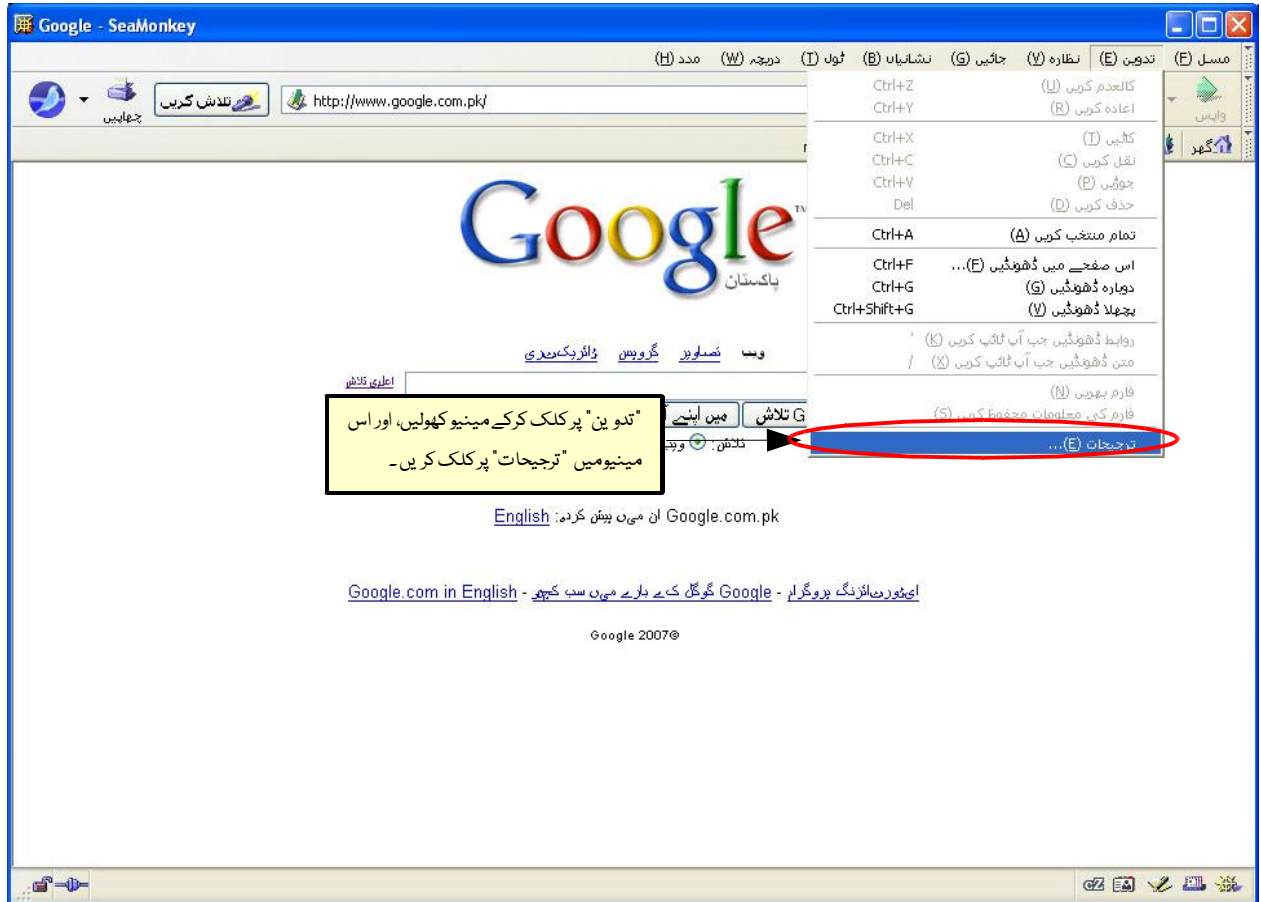 Google - SeaMonkey
مسل (F) تدوین (E) نظارہ (V) جائیں (G) نشانیاں (B) ٹول (T) دریچہ (W) مدد (H)
واپس
http://www.google.com.pk/
تلاش کریں
چھاپیں
گھر
کالعدم کریں (U) Ctrl+Z
اعادہ کریں (R) Ctrl+Y
کاٹیں (T) Ctrl+X
نقل کریں (C) Ctrl+C
جوڑیں (P) Ctrl+V
حذف کریں (D) Del
تمام منتخب کریں (A) Ctrl+A
اس صفحے میں ڈھونڈیں (F)... Ctrl+F
دوبارہ ڈھونڈیں (G) Ctrl+G
پچھلا ڈھونڈیں (V) Ctrl+Shift+G
روابط ڈھونڈیں جب آپ ٹائپ کریں (K) '
متن ڈھونڈیں جب آپ ٹائپ کریں (X) /
فارم بھریں (N)
فارم کی معلومات محفوظ کریں (S)
ترجیحات (E)...
Google™
پاکستان
ویب تصاویر گروپس ڈائریکٹری
اعلی تلاش
تلاش G
میں اپنے آ
تلاش: ویب
"تدوین" پر کلک کرکے مینیو کھولیں، اور اس
مینیومیں "ترجیحات" پر کلک کریں۔
Google.com.pk ان میں پیش کردہ: English
ایڈورٹائزنگ پروگرام - Google گوگل کے بارے میں سب کچھ - Google.com in English
Google 2007©